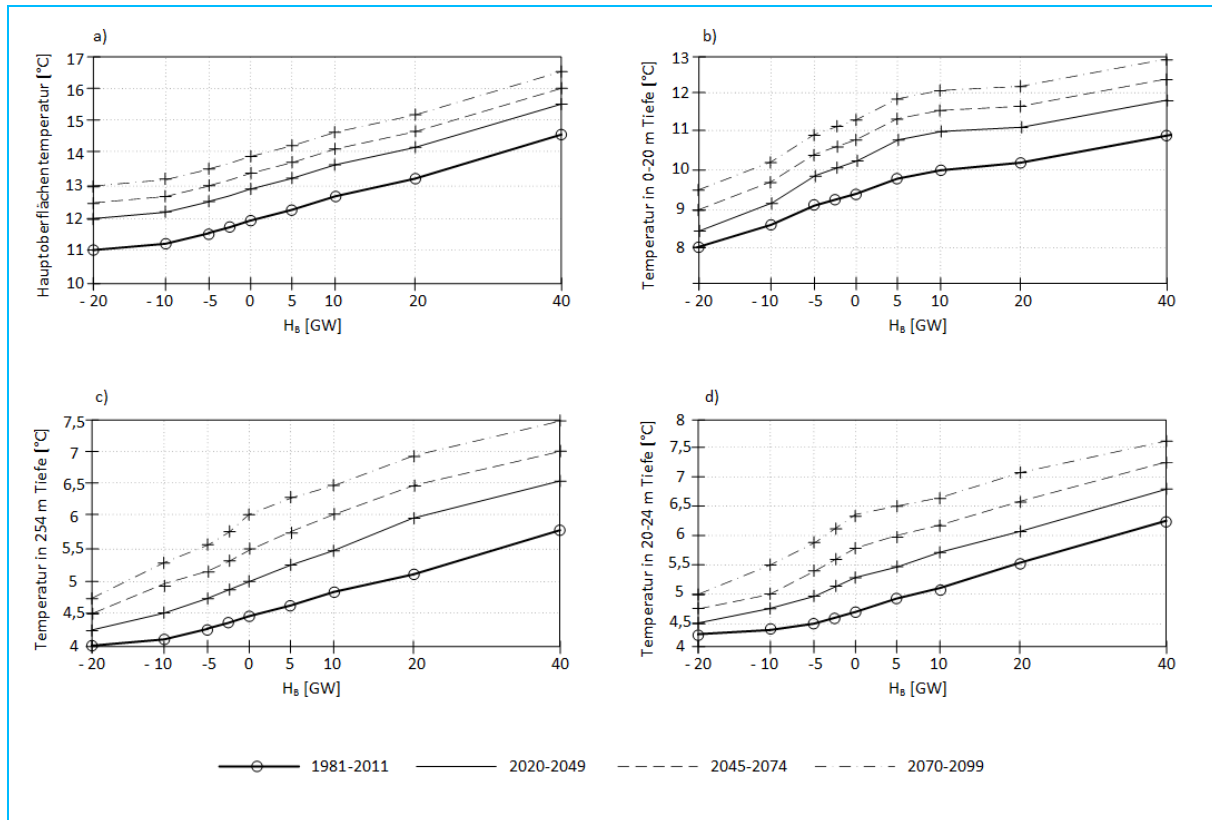 a)
Hauptoberflächentemperatur [°C]
17
16
15
14
13
12
11
10
- 20 - 10 -5 0 5 10 20 40
H_B [GW]
b)
Temperatur in 0-20 m Tiefe [°C]
13
12
11
10
9
8
- 20 - 10 -5 0 5 10 20 40
H_B [GW]
c)
Temperatur in 254 m Tiefe [°C]
7,5
7
6,5
6
5,5
5
4,5
4
- 20 - 10 -5 0 5 10 20 40
H_B [GW]
d)
Temperatur in 20-24 m Tiefe [°C]
8
7,5
7
6,5
6
5,5
5
4,5
4
- 20 - 10 -5 0 5 10 20 40
H_B [GW]
1981-2011 2020-2049 2045-2074 2070-2099